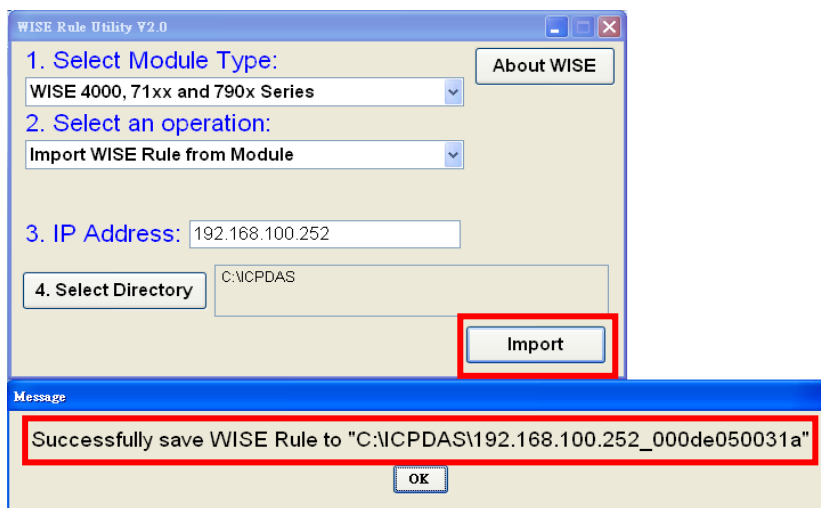 WISE Rule Utility V2.0
1. Select Module Type:
About WISE
WISE 4000, 71xx and 790x Series
2. Select an operation:
Import WISE Rule from Module
3. IP Address: 192.168.100.252
4. Select Directory
C:\ICPDAS
Import
Message
Successfully save WISE Rule to "C:\ICPDAS\192.168.100.252_000de050031a"
OK